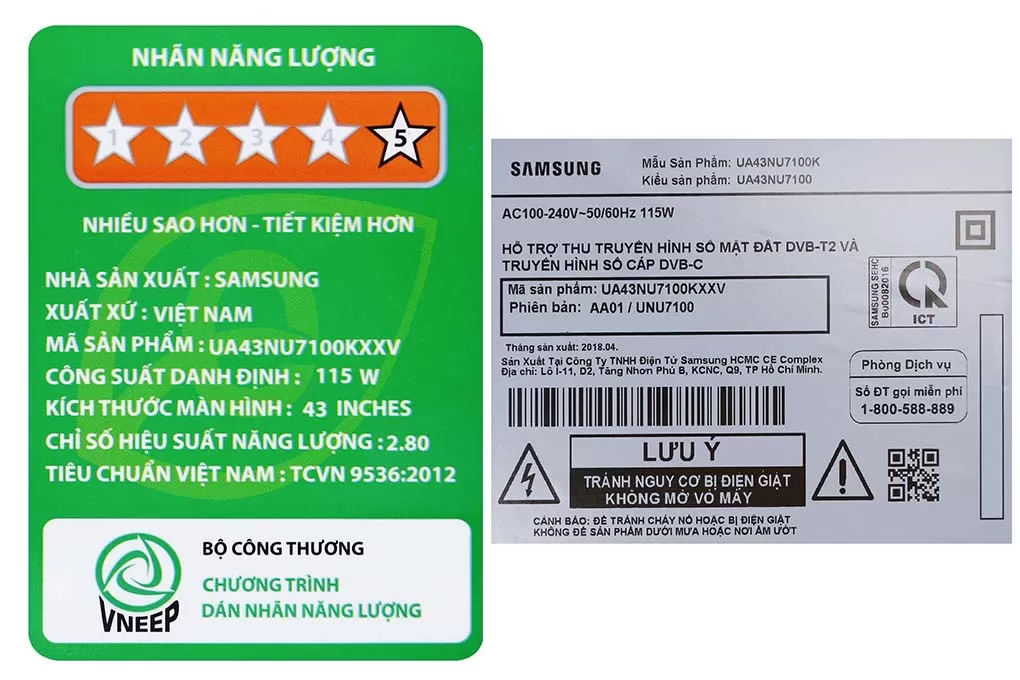 NHÃN NĂNG LƯỢNG
1 2 3 4 5
NHIỀU SAO HƠN - TIẾT KIỆM HƠN
NHÀ SẢN XUẤT : SAMSUNG
XUẤT XỨ : VIỆT NAM
MÃ SẢN PHẨM : UA43NU7100KXXV
CÔNG SUẤT DANH ĐỊNH : 115 W
KÍCH THƯỚC MÀN HÌNH : 43 INCHES
CHỈ SỐ HIỆU SUẤT NĂNG LƯỢNG : 2.80
TIÊU CHUẨN VIỆT NAM : TCVN 9536:2012
BỘ CÔNG THƯƠNG
CHƯƠNG TRÌNH
DÁN NHÃN NĂNG LƯỢNG
VNEEP
SAMSUNG
Mẫu Sản Phẩm: UA43NU7100K
Kiểu sản phẩm: UA43NU7100
AC100-240V~50/60Hz 115W
HỖ TRỢ THU TRUYỀN HÌNH SỐ MẶT ĐẤT DVB-T2 VÀ
TRUYỀN HÌNH SỐ CÁP DVB-C
Mã sản phẩm: UA43NU7100KXXV
Phiên bản: AA01 / UNU7100
SAMSUNG SEHC
Bu0082016
ICT
Tháng sản xuất: 2018.04.
Sản Xuất Tại Công Ty TNHH Điện Tử Samsung HCMC CE Complex
Địa chỉ: Lô I-11, D2, Tăng Nhơn Phú B, KCNC, Q9, TP Hồ Chí Minh.
Phòng Dịch vụ
Số ĐT gọi miễn phí
1-800-588-889
LƯU Ý
TRÁNH NGUY CƠ BỊ ĐIỆN GIẬT
KHÔNG MỞ VỎ MÁY
CẢNH BÁO: ĐỂ TRÁNH CHÁY NỔ HOẶC BỊ ĐIỆN GIẬT
KHÔNG ĐỂ SẢN PHẨM DƯỚI MƯA HOẶC NƠI ẨM ƯỚT